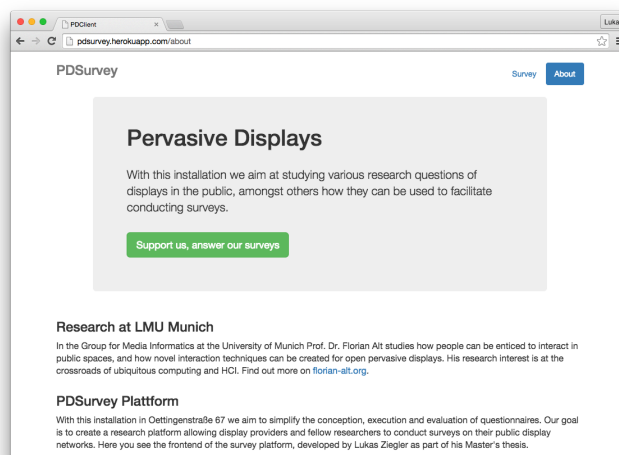 PDClient
Luka
pdsurvey.herokuapp.com/about
PDSurvey
Survey
About
Pervasive Displays
With this installation we aim at studying various research questions of
displays in the public, amongst others how they can be used to facilitate
conducting surveys.
Support us, answer our surveys
Research at LMU Munich
In the Group for Media Informatics at the University of Munich Prof. Dr. Florian Alt studies how people can be enticed to interact in
public spaces, and how novel interaction techniques can be created for open pervasive displays. His research interest is at the
crossroads of ubiquitous computing and HCI. Find out more on florian-alt.org.
PDSurvey Plattform
With this installation in Oettingenstraße 67 we aim to simplify the conception, execution and evaluation of questionnaires. Our goal
is to create a research platform allowing display providers and fellow researchers to conduct surveys on their public display
networks. Here you see the frontend of the survey platform, developed by Lukas Ziegler as part of his Master's thesis.